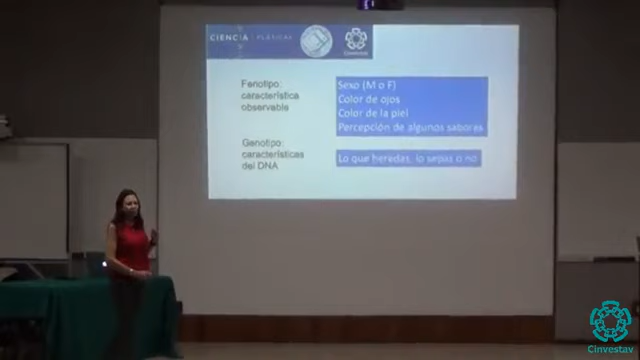 CIENCIA
Cinvestav
Fenotipo:
característica
observable
Sexo (M o F)
Color de ojos
Color de la piel
Percepción de algunos sabores
Genotipo:
características
del DNA
Lo que heredas, lo sepas o no
Cinvestav